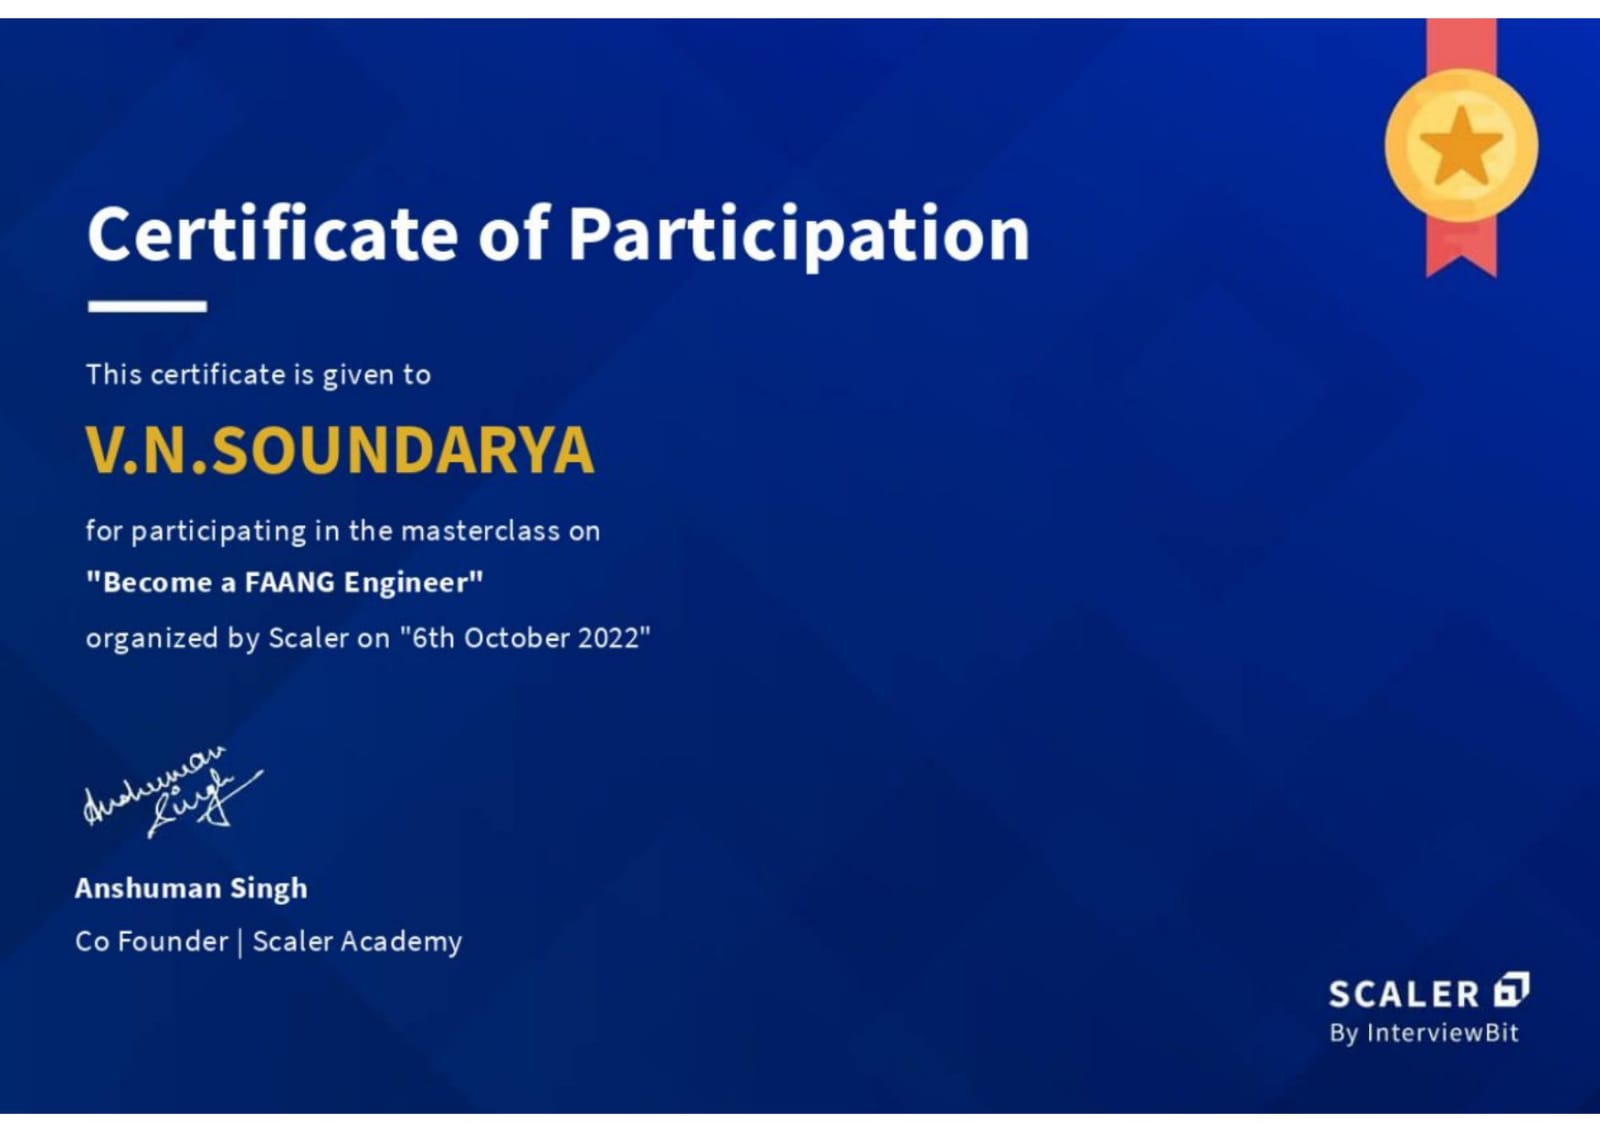 Certificate of Participation
This certificate is given to
V.N.SOUNDARYA
for participating in the masterclass on
"Become a FAANG Engineer"
organized by Scaler on "6th October 2022"
Anshuman
Singh
Anshuman Singh
Co Founder | Scaler Academy
SCALER
By InterviewBit